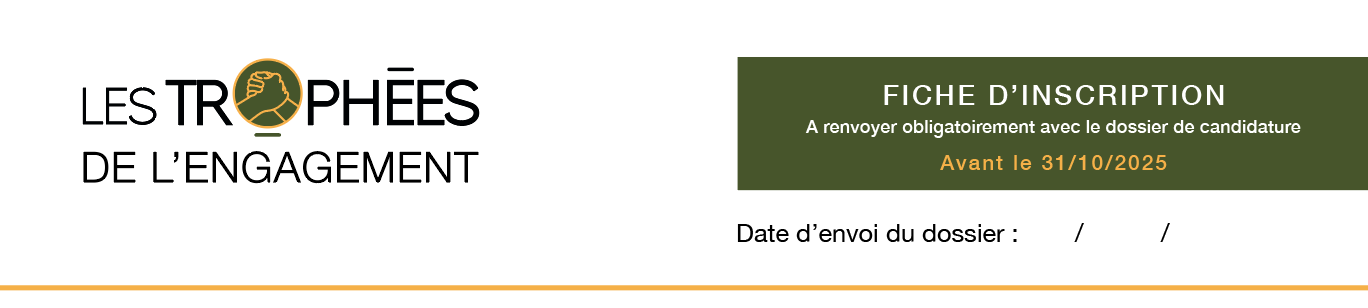 LES TROPHĒES
DE L’ENGAGEMENT
FICHE D’INSCRIPTION
A renvoyer obligatoirement avec le dossier de candidature
Avant le 31/10/2025
Date d’envoi du dossier : / /